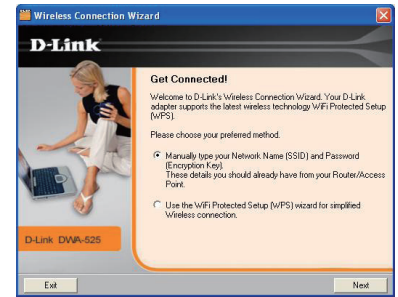 Wireless Connection Wizard
D-Link
Get Connected!
Welcome to D-Link's Wireless Connection Wizard. Your D-Link
adapter supports the latest wireless technology WiFi Protected Setup
(WPS).
Please choose your preferred method.
Manually type your Network Name (SSID) and Password
(Encryption Key).
These details you should already have from your Router/Access
Point.
Use the WiFi Protected Setup (WPS) wizard for simplified
Wireless connection.
D-Link DWA-525
Exit
Next